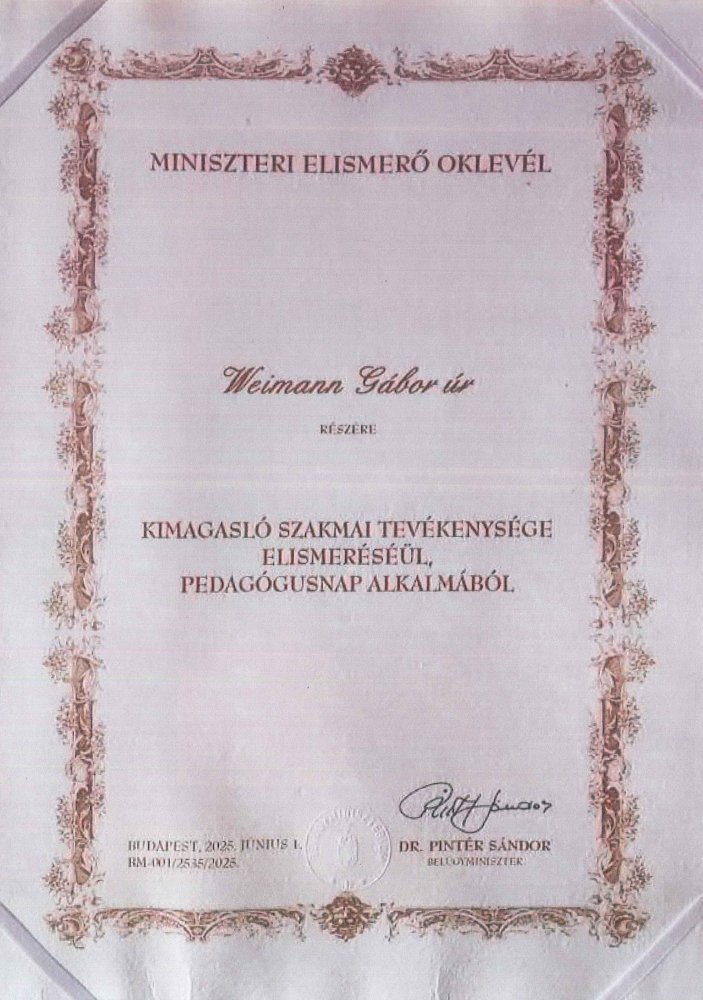 MINISZTERI ELISMERŐ OKLEVÉL
Weimann Gábor úr
RÉSZÉRE
KIMAGASLÓ SZAKMAI TEVÉKENYSÉGE
ELISMERÉSÉÜL,
PEDAGÓGUSNAP ALKALMÁBÓL
BUDAPEST, 2025. JÚNIUS 1.
BM-001/2535/2025.
DR. PINTÉR SÁNDOR
BELÜGYMINISZTER